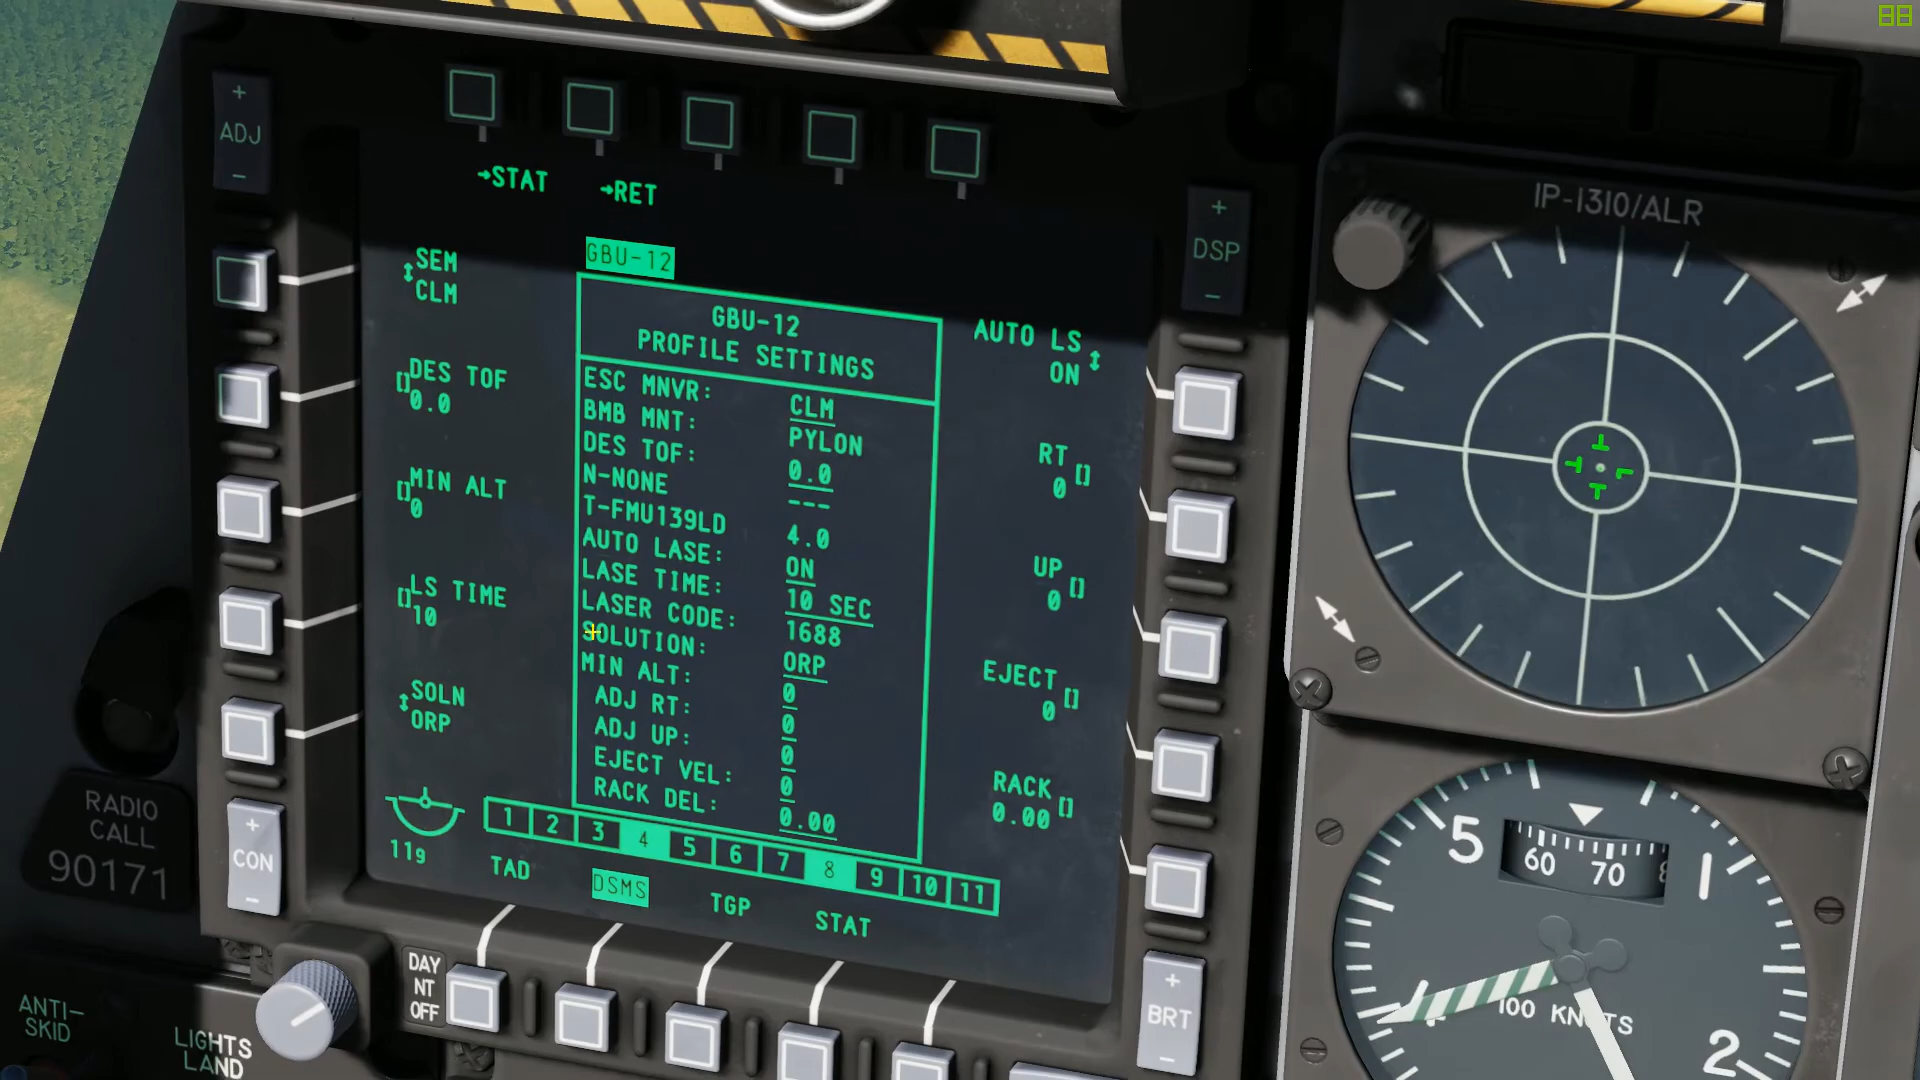 88
+
ADJ
-
→STAT
→RET
+
DSP
-
IP-1310/ALR
SEM
CLM
GBU-12
GBU-12
PROFILE SETTINGS
AUTO LS
ON
DES TOF
0.0
ESC MNVR: CLM
BMB MNT: PYLON
DES TOF: 0.0
N-NONE ---
T-FMU139LD 4.0
AUTO LASE: ON
LASE TIME: 10 SEC
LASER CODE: 1688
SOLUTION: ORP
MIN ALT: 0
ADJ RT: 0
ADJ UP: 0
EJECT VEL: 0
RACK DEL: 0.00
RT
0
MIN ALT
0
UP
0
LS TIME
10
EJECT
0
SOLN
ORP
RACK
0.00
11g
1 2 3 4 5 6 7 8 9 10 11
TAD
DSMS
TGP
STAT
RADIO
CALL
90171
+
CON
-
DAY
NT
OFF
+
BRT
-
ANTI-
SKID
LIGHTS
LAND
5
60 70 8
1
100 KNOTS
2